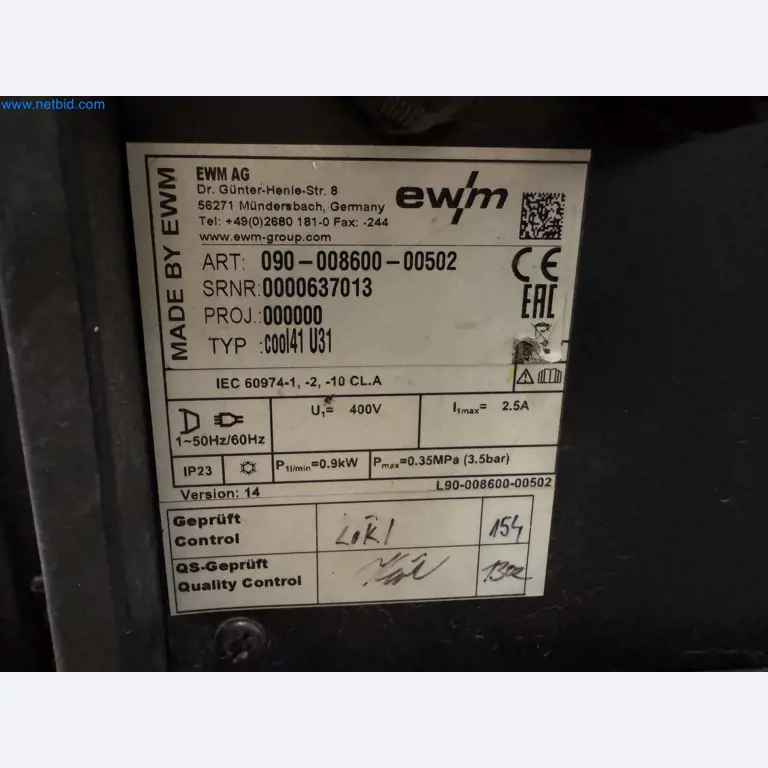 www.netbid.com
MADE BY EWM
EWM AG
Dr. Günter-Henle-Str. 8
56271 Mündersbach, Germany
Tel: +49(0)2680 181-0 Fax: -244
www.ewm-group.com
ewm
ART: 090-008600-00502
CE
SRNR:0000637013
EAC
PROJ.:000000
TYP :cool41 U31
IEC 60974-1, -2, -10 CL.A
1~50Hz/60Hz
U1= 400V
I1max= 2.5A
IP23
P1l/min=0.9kW
Pmax=0.35MPa (3.5bar)
Version: 14
L90-008600-00502
Geprüft
Control
154
QS-Geprüft
Quality Control